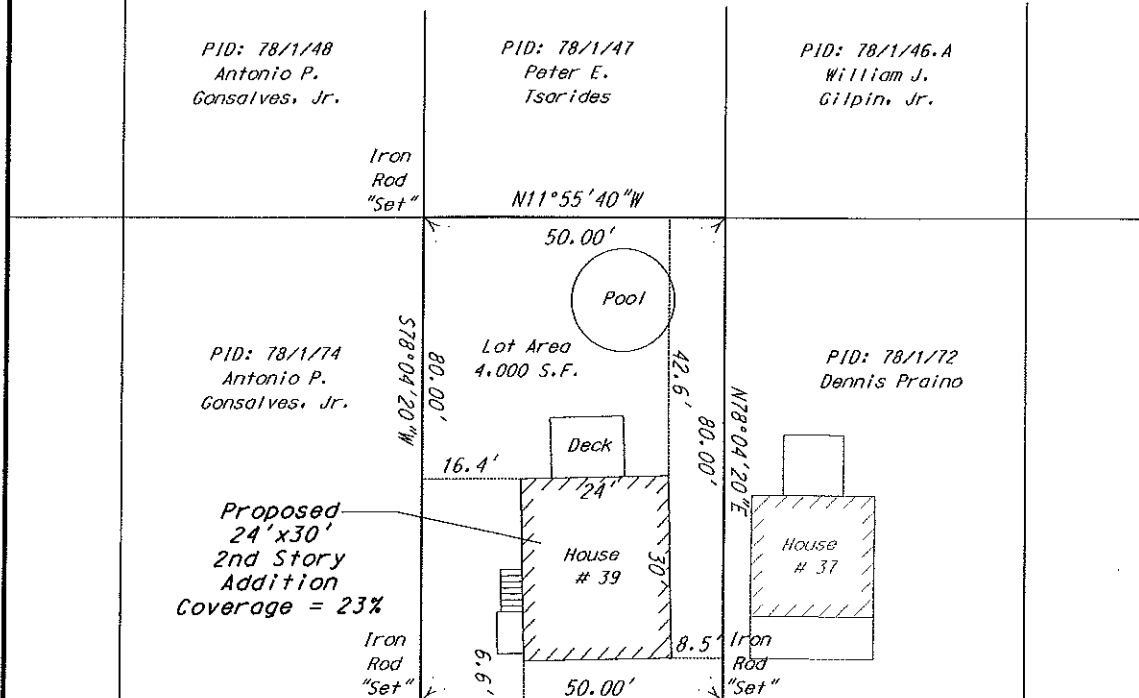 PID: 78/1/48
Antonio P.
Gonsalves, Jr.
PID: 78/1/47
Peter E.
Tsarides
PID: 78/1/46.A
William J.
Gilpin, Jr.
Iron
Rod
"Set"
N11°55'40"W
50.00'
Pool
PID: 78/1/74
Antonio P.
Gonsalves, Jr.
S78°04'20"W
80.00'
Lot Area
4,000 S.F.
42.6'
80.00'
N78°04'20"E
PID: 78/1/72
Dennis Praino
Deck
16.4'
24'
Proposed
24'x30'
2nd Story
Addition
Coverage = 23%
House
# 39
30'
House
# 37
Iron
Rod
"Set"
6.6'
50.00'
8.5'
Iron
Rod
"Set"